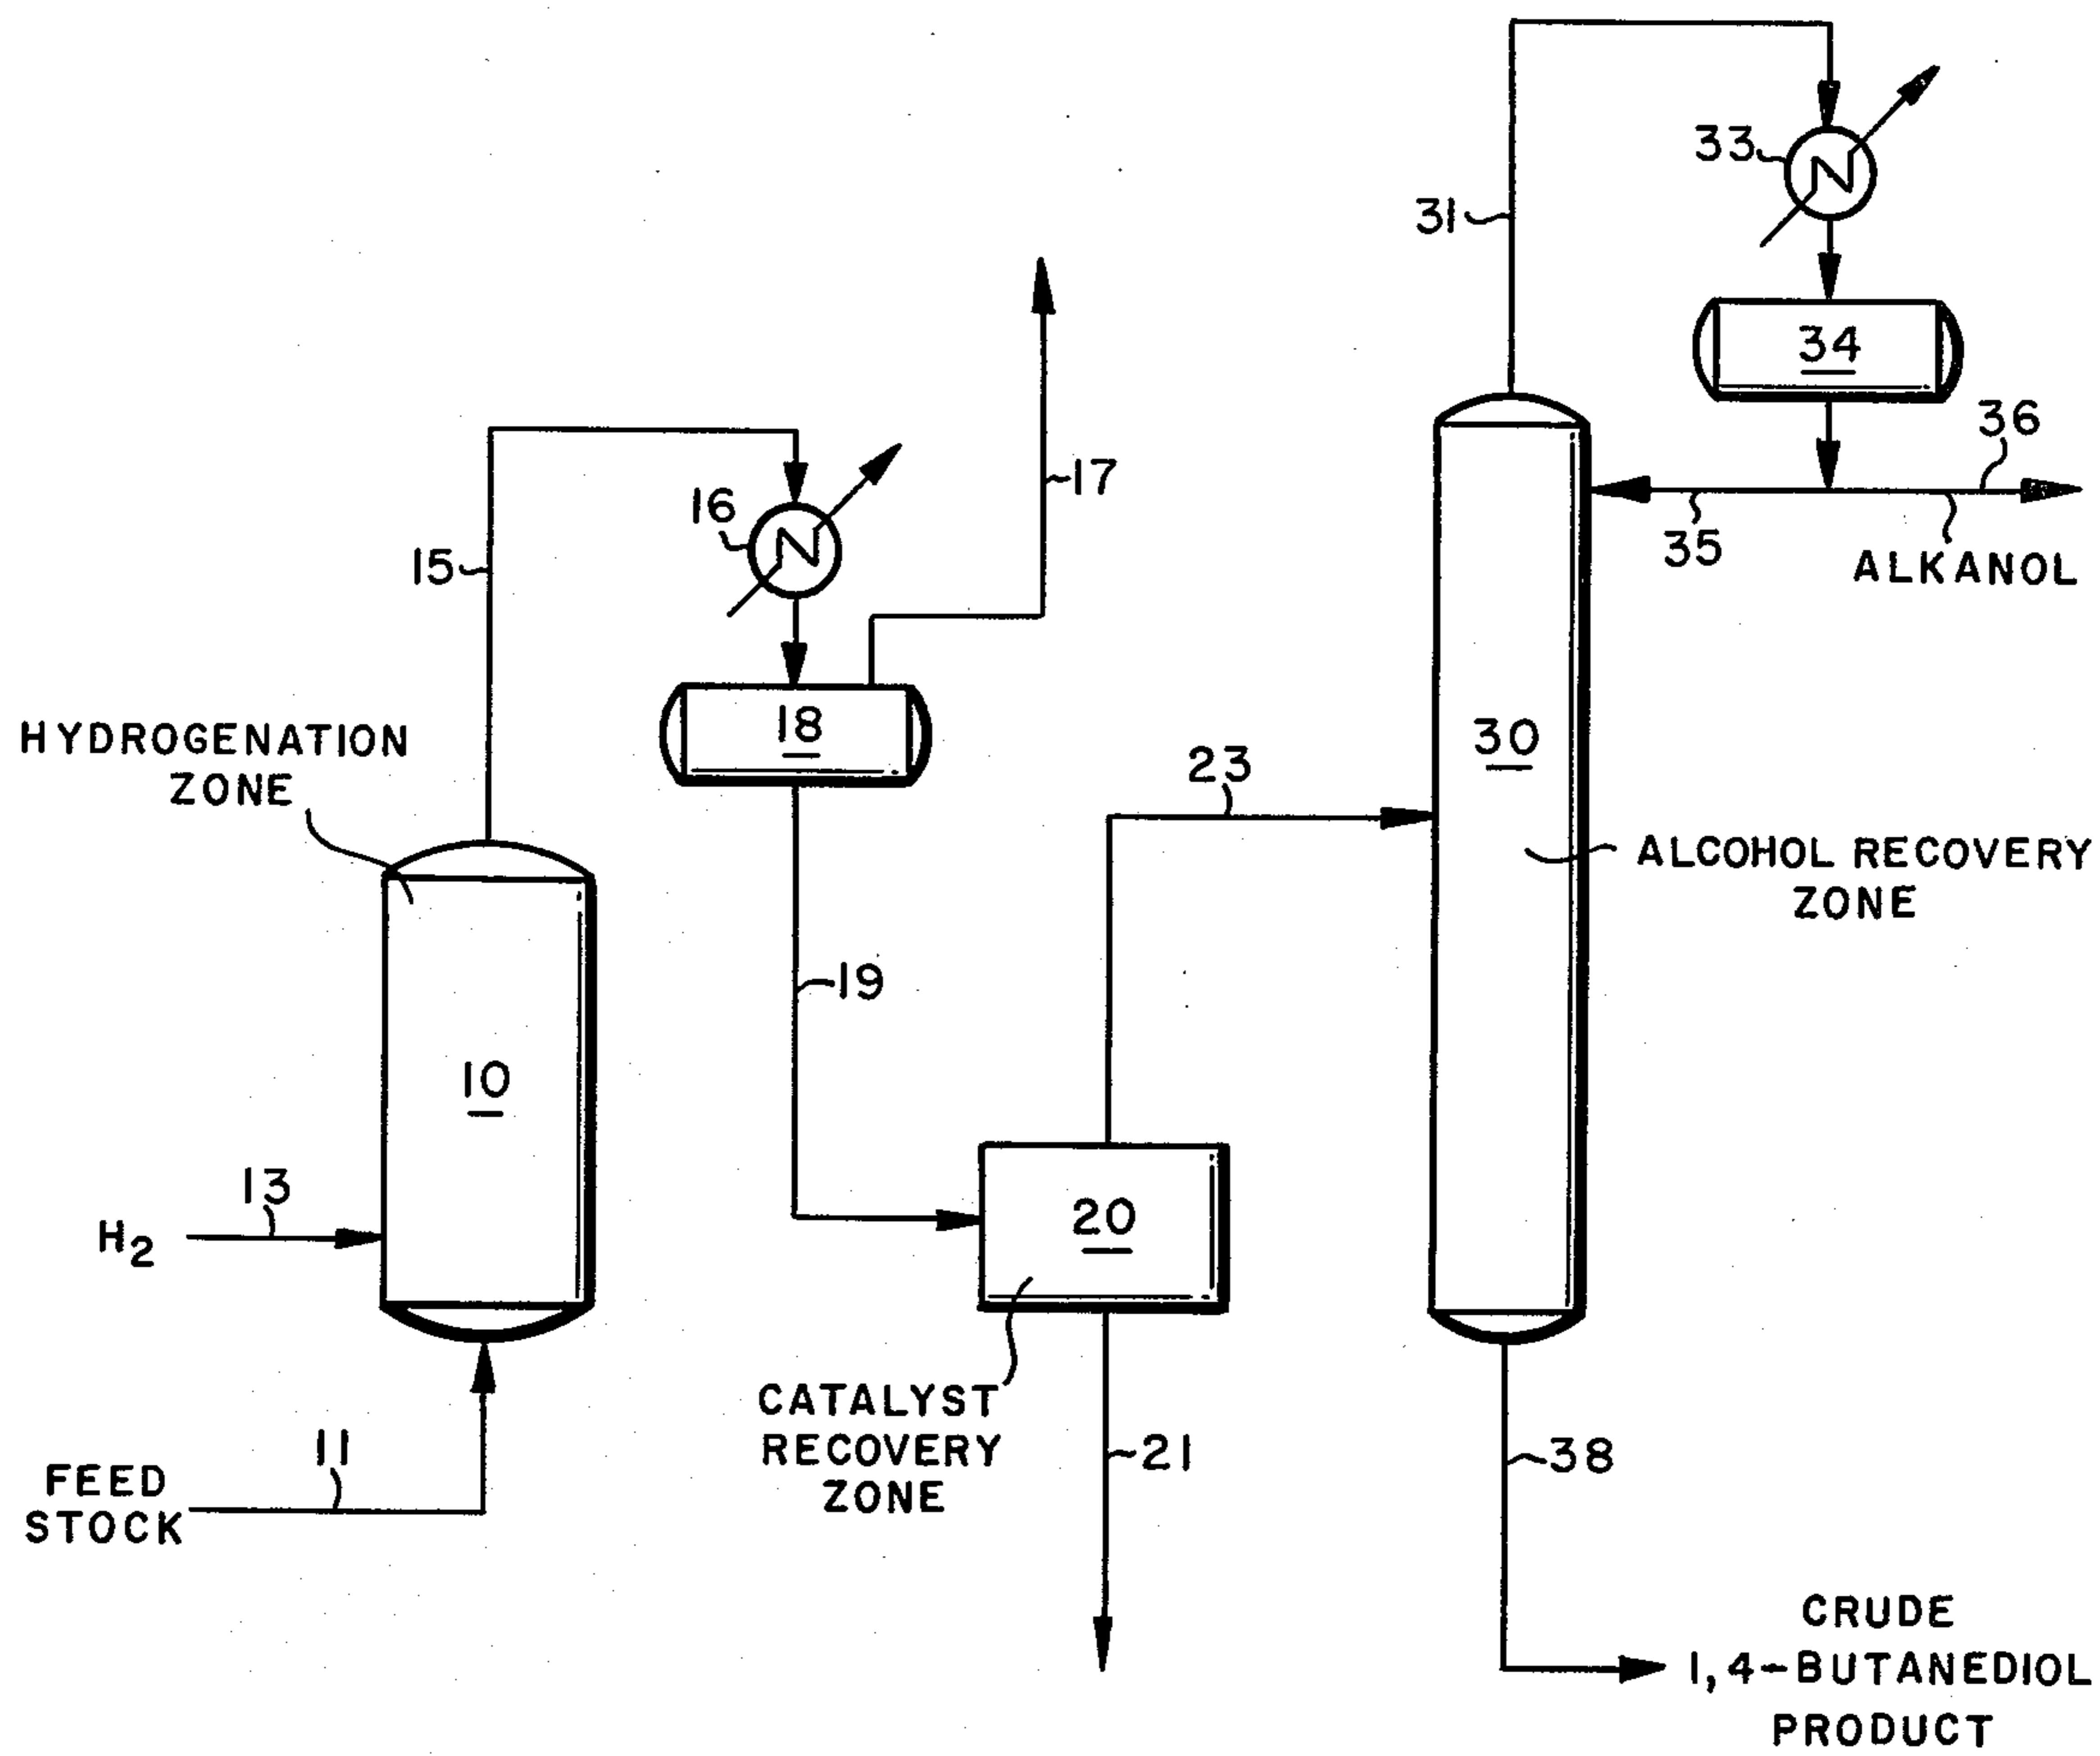 33
31
34
36
17
16
35
15
ALKANOL
18
HYDROGENATION
ZONE
23
30
ALCOHOL RECOVERY
ZONE
19
10
13
20
H2
CATALYST
RECOVERY
ZONE
11
21
38
FEED
STOCK
CRUDE
1,4-BUTANEDIOL
PRODUCT